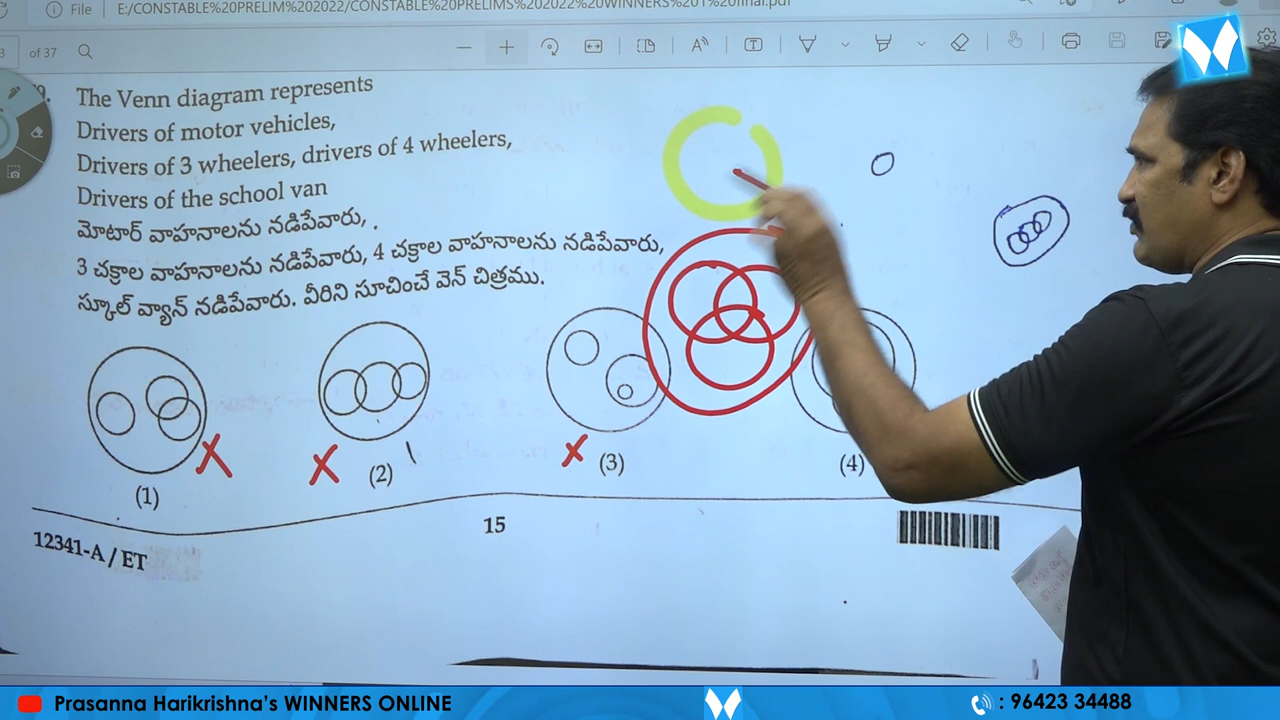 File E:/CONSTABLE%20PRELIM%202022/CONSTABLE%20PRELIMS%202022%20WINNERS%201%20final.pdf
3 of 37
9. The Venn diagram represents
Drivers of motor vehicles,
Drivers of 3 wheelers, drivers of 4 wheelers,
Drivers of the school van
మోటార్ వాహనాలను నడిపేవారు,
3 చక్రాల వాహనాలను నడిపేవారు, 4 చక్రాల వాహనాలను నడిపేవారు,
స్కూల్ వ్యాన్ నడిపేవారు. వీరిని సూచించే వెన్ చిత్రము.
(1) (2) (3) (4)
15
12341-A / ET
Prasanna Harikrishna's WINNERS ONLINE : 96423 34488